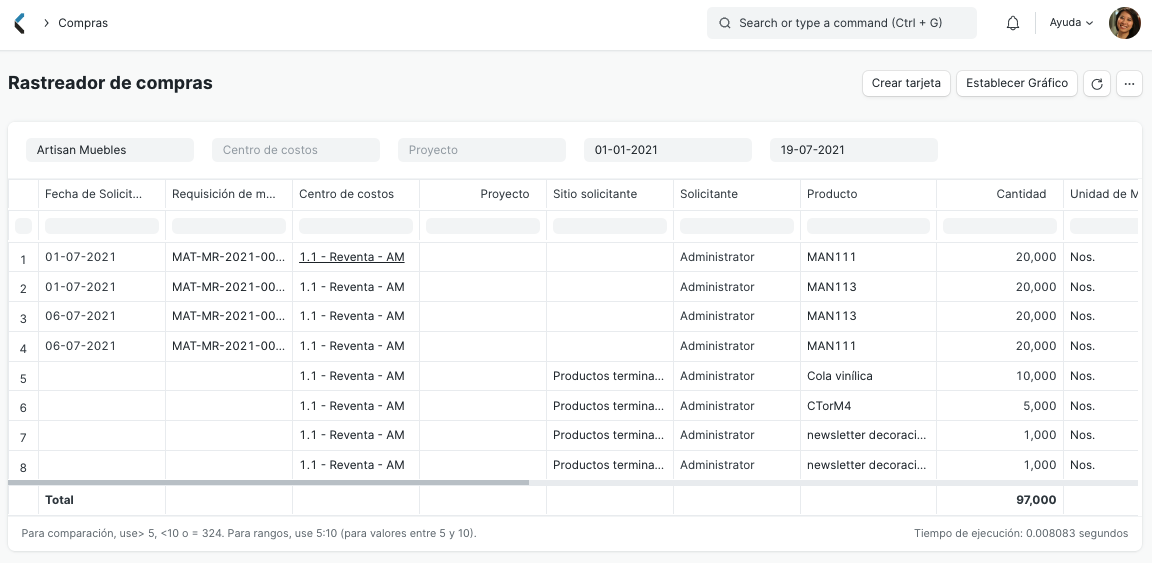 Compras
Search or type a command (Ctrl + G)
Ayuda
Rastreador de compras
Crear tarjeta
Establecer Gráfico
...
Artisan Muebles
Centro de costos
Proyecto
01-01-2021
19-07-2021
Fecha de Solicit... Requisición de m... Centro de costos Proyecto Sitio solicitante Solicitante Producto Cantidad Unidad de M
1 01-07-2021 MAT-MR-2021-00... 1.1 - Reventa - AM Administrator MAN111 20,000 Nos.
2 01-07-2021 MAT-MR-2021-00... 1.1 - Reventa - AM Administrator MAN113 20,000 Nos.
3 06-07-2021 MAT-MR-2021-00... 1.1 - Reventa - AM Administrator MAN113 20,000 Nos.
4 06-07-2021 MAT-MR-2021-00... 1.1 - Reventa - AM Administrator MAN111 20,000 Nos.
5 1.1 - Reventa - AM Productos termina... Administrator Cola vinílica 10,000 Nos.
6 1.1 - Reventa - AM Productos termina... Administrator CTorM4 5,000 Nos.
7 1.1 - Reventa - AM Productos termina... Administrator newsletter decoraci... 1,000 Nos.
8 1.1 - Reventa - AM Productos termina... Administrator newsletter decoraci... 1,000 Nos.
Total 97,000
Para comparación, use> 5, <10 o = 324. Para rangos, use 5:10 (para valores entre 5 y 10).
Tiempo de ejecución: 0.008083 segundos